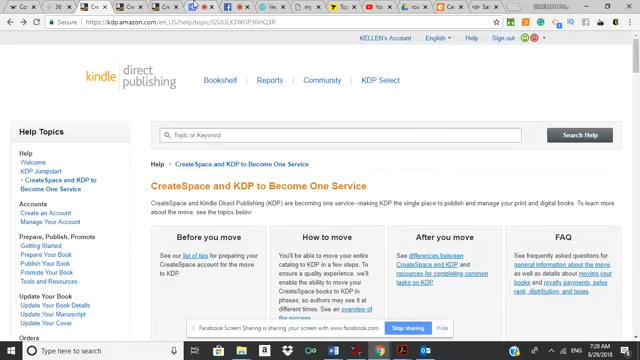 Secure
https://kdp.amazon.com/en_US/help/topic/GSJULK3WGP36HQ3R
KELLEN'S Account
English
Help
Sign out
kindle direct publishing
Bookshelf
Reports
Community
KDP Select
Help Topics
Topic or Keyword
Search Help
Help
Welcome
KDP Jumpstart
CreateSpace and KDP to
Become One Service
Accounts
Create an Account
Manage Your Account
Prepare, Publish, Promote
Getting Started
Prepare Your Book
Publish Your Book
Promote Your Book
Tools and Resources
Update Your Book
Update Your Book Details
Update Your Manuscript
Update Your Cover
Help › CreateSpace and KDP to Become One Service
CreateSpace and KDP to Become One Service
CreateSpace and Kindle Direct Publishing (KDP) are becoming one service—making KDP the single place to publish and manage your print and digital books. To learn more
about the move, see the topics below
Before you move
See our list of tips for preparing
your CreateSpace account for the
move to KDP.
How to move
You'll be able to move your entire
catalog to KDP in a few steps. To
ensure a quality experience, we'll
enable the ability to move your
CreateSpace books to KDP in
phases, so authors may see it at
different times. See an overview of
the process.
After you move
See differences between
CreateSpace and KDP and
resources for completing common
tasks on KDP.
FAQ
See frequently asked questions for
general information about the move,
as well as details about moving your
books and royalty payments, sales
rank, distribution, and taxes.
Facebook Screen Sharing is sharing your screen with www.facebook.com.
Stop sharing
Hide
Type here to search
ENG
7:28 AM
8/29/2018